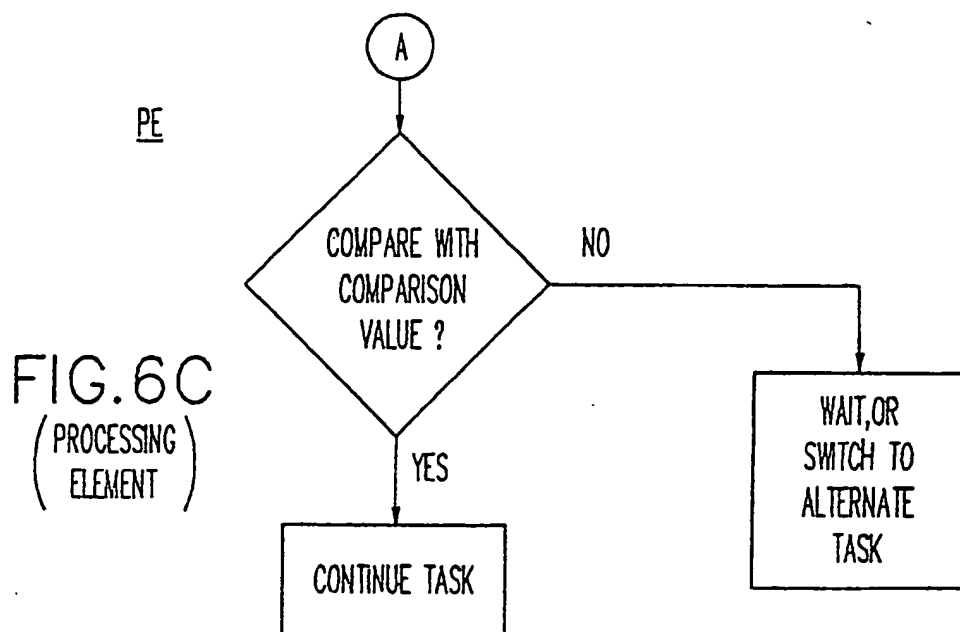 A
PE
COMPARE WITH
COMPARISON
VALUE ?
NO
FIG.6C
(PROCESSING
ELEMENT)
YES
WAIT,OR
SWITCH TO
ALTERNATE
TASK
CONTINUE TASK